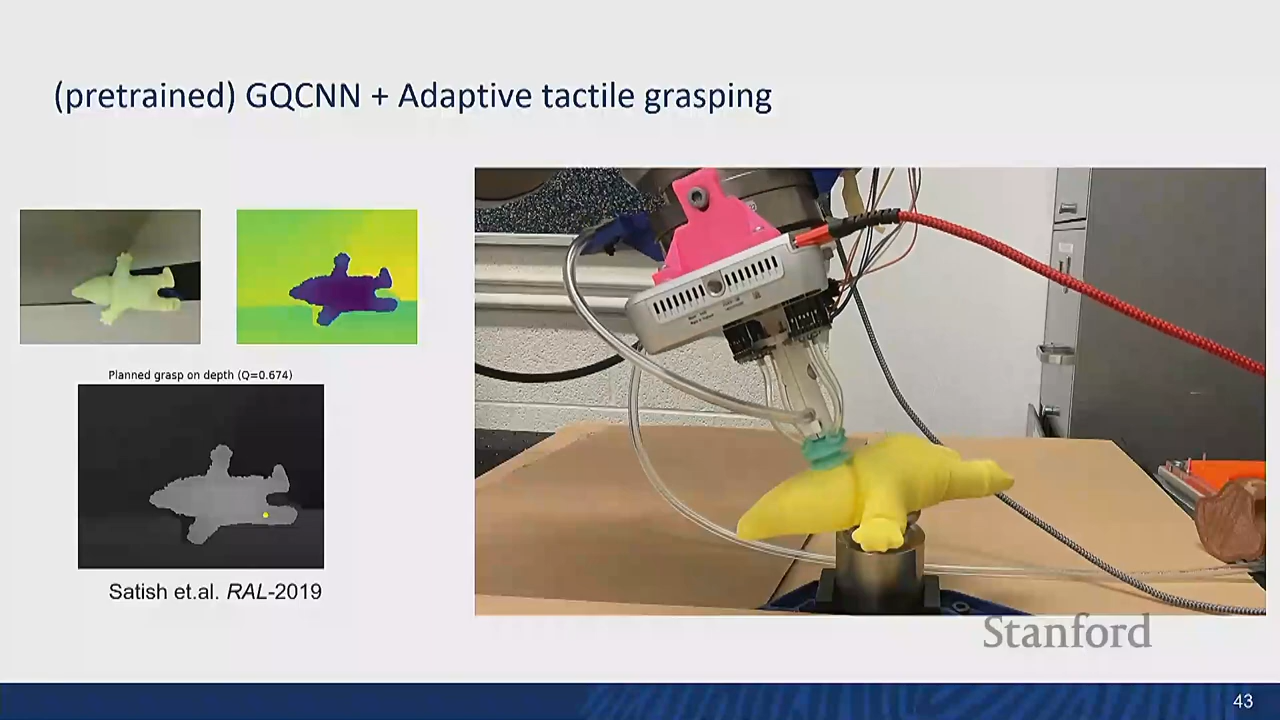 (pretrained) GQCNN + Adaptive tactile grasping
Planned grasp on depth (Q=0.674)
Satish et.al. RAL-2019
Stanford
43